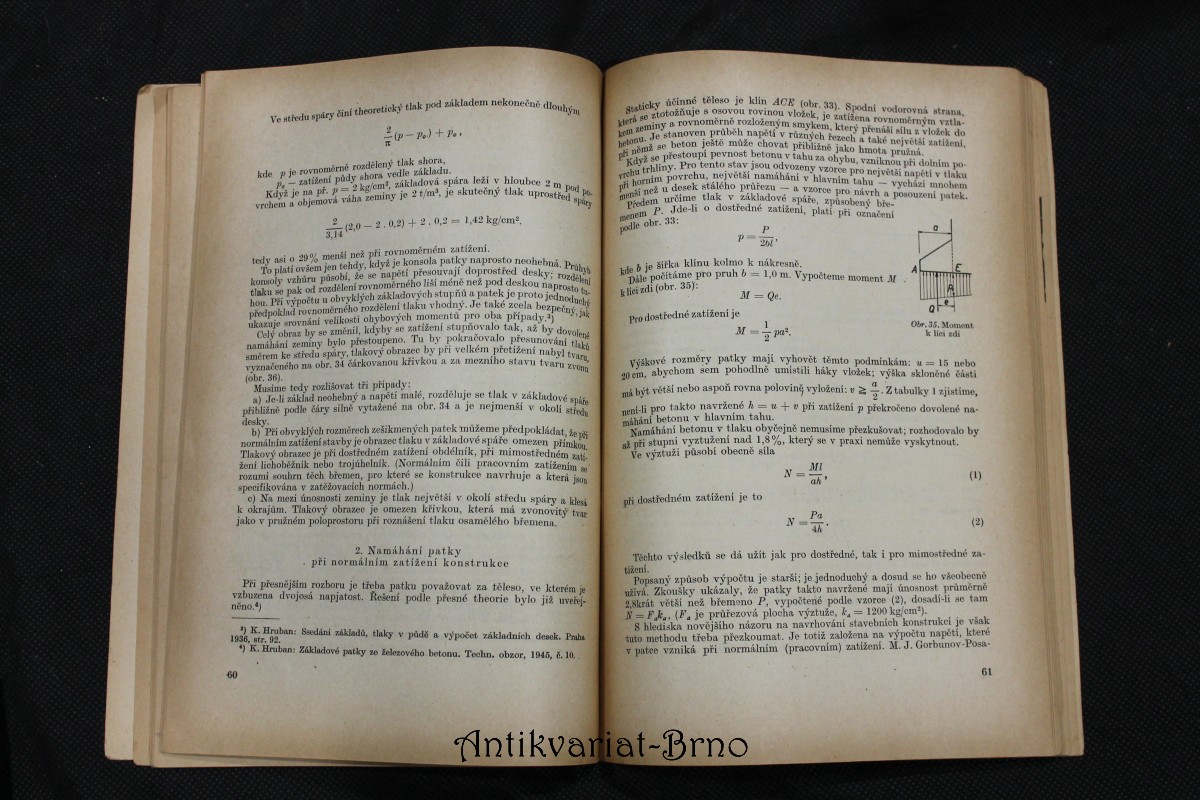 Ve středu spáry činí theoretický tlak pod základem nekonečně dlouhým
2/π (p — p₀) + p₀,
kde p je rovnoměrné rozdělený tlak shora,
p₀ — zatížení půdy shora vedle základu.
Když je na př. p = 2 kg/cm², základová spára leží v hloubce 2 m pod po-
vrchem a objemová váha zeminy je 2 t/m³, je skutečný tlak uprostřed spáry
2/3,14 (2,0 — 2 . 0,2) + 2 . 0,2 = 1,42 kg/cm².
tedy asi o 29% menší než při rovnoměrném zatížení.
To platí ovšem jen tehdy, když je konsola patky naprosto neohebná. Průhyb
konsoly vzhůru působí, že se napětí přesouvají doprostřed desky; rozdělení
tlaku se pak od rozdělení rovnoměrného liší méně než pod deskou naprosto tu-
hou. Při výpočtu u obvyklých základových stupňů a patek je proto jednoduchý
předpoklad rovnoměrného rozdělení tlaku vhodný. Je také zcela bezpečný, jak
ukazuje srovnání velikosti ohybových momentů pro oba případy.³)
Celý obraz by se změnil, kdyby se zatížení stupňovalo tak, až by dovolené
namáhání zeminy bylo přestoupeno. Tu by pokračovalo přesunování tlaků
směrem ke středu spáry, tlakový obrazec by při velkém přetížení nabyl tvaru,
vyznačeného na obr. 34 čárkovanou křivkou a za mezního stavu tvaru zvonu
(obr. 36).
Musíme tedy rozlišovat tři případy:
a) Je-li základ neohebný a napětí malé, rozděluje se tlak v základové spáře
přibližně podle čáry silně vytažené na obr. 34 a je nejmenší v okolí středu
desky.
b) Při obvyklých rozměrech zešikmených patek můžeme předpokládat, že při
normálním zatížení stavby je obrazec tlaku v základové spáře omezen přímkou.
Tlakový obrazec je při dostředném zatížení obdélník, při mimostředném zatí-
žení lichoběžník nebo trojúhelník. (Normálním čili pracovním zatížením se
rozumí souhrn těch břemen, pro které se konstrukce navrhuje a která jsou
specifikována v zatěžovacích normách.)
c) Na mezi únosnosti zeminy je tlak největší v okolí středu spáry a klesá
k okrajům. Tlakový obrazec je omezen křivkou, která má zvonovitý tvar
jako v pružném poloprostoru při roznášení tlaku osamělého břemena.
2. Namáhání patky
při normálním zatížení konstrukce
Při přesnějším rozboru je třeba patku považovat za těleso, ve kterém je
vzbuzena dvojosá napjatost. Řešení podle přesné theorie bylo již uveřej-
něno.⁴)
³) K. Hruban: Ssedání základů, tlaky v půdě a výpočet základních desek. Praha
1936, str. 92.
⁴) K. Hruban: Základové patky ze železového betonu. Techn. obzor, 1945, č. 10.
60
Staticky účinné těleso je klín ACE (obr. 33). Spodní vodorovná strana,
která se ztotožňuje s osovou rovinou vložek, je zatížena rovnoměrným vztla-
kem zeminy a rovnoměrně rozloženým smykem, který přenáší sílu z vložek do
betonu. Je stanoven průběh napětí v různých řezech a také největší zatížení,
při němž se beton ještě může chovat přibližně jako hmota pružná.
Když se přestoupí pevnost betonu v tahu za ohybu, vzniknou při dolním po-
vrchu trhliny. Pro tento stav jsou odvozeny vzorce pro největší napětí v tlaku
při horním povrchu, největší namáhání v hlavním tahu — vychází mnohem
menší než u desek stálého průřezu — a vzorce pro návrh a posouzení patek.
Předem určíme tlak v základové spáře, způsobený bře-
menem P. Jde-li o dostředné zatížení, platí při označení
podle obr. 33:
p = P/2bl,
kde b je šířka klínu kolmo k nákresně.
Dále počítáme pro pruh b = 1,0 m. Vypočteme moment M
k líci zdi (obr. 35):
M = Qe.
Pro dostředné zatížení je
M = 1/2 pa².
a
A
E
Q
e
Obr. 35. Moment
k líci zdi
Výškové rozměry patky mají vyhovět těmto podmínkám: u = 15 nebo
20 cm, abychom sem pohodlně umístili háky vložek; výška skloněné části
má být větší nebo aspoň rovna polovině vyložení: v ≧ a/2. Z tabulky 1 zjistíme,
není-li pro takto navržené h = u + v při zatížení p překročeno dovolené na-
máhání betonu v hlavním tahu.
Namáhání betonu v tlaku obyčejně nemusíme přezkušovat; rozhodovalo by
až při stupni vyztužení nad 1,8%, který se v praxi nemůže vyskytnout.
Ve výztuži působí obecně síla
N = Ml/ah, (1)
při dostředném zatížení je to
N = Pa/4h. (2)
Těchto výsledků se dá užít jak pro dostředné, tak i pro mimostředné za-
tížení.
Popsaný způsob výpočtu je starší; je jednoduchý a dosud se ho všeobecně
užívá. Zkoušky ukázaly, že patky takto navržené mají únosnost průměrně
2,8krát větší než břemeno P, vypočtené podle vzorce (2), dosadí-li se tam
N = Fₐkₐ, (Fₐ je průřezová plocha výztuže, kₐ = 1200 kg/cm²).
S hlediska novějšího názoru na navrhování stavebních konstrukcí je však
tuto methodu třeba přezkoumat. Je totiž založena na výpočtu napětí, které
v patce vzniká při normálním (pracovním) zatížení. M. J. Gorbunov-Posa-
61
Antikvariat-Brno